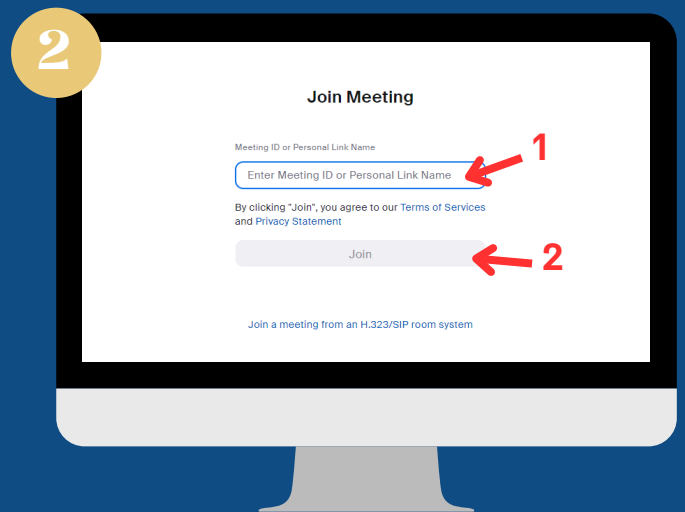 2
Join Meeting
Meeting ID or Personal Link Name
1
Enter Meeting ID or Personal Link Name
By clicking "Join", you agree to our Terms of Services
and Privacy Statement
Join
2
Join a meeting from an H.323/SIP room system